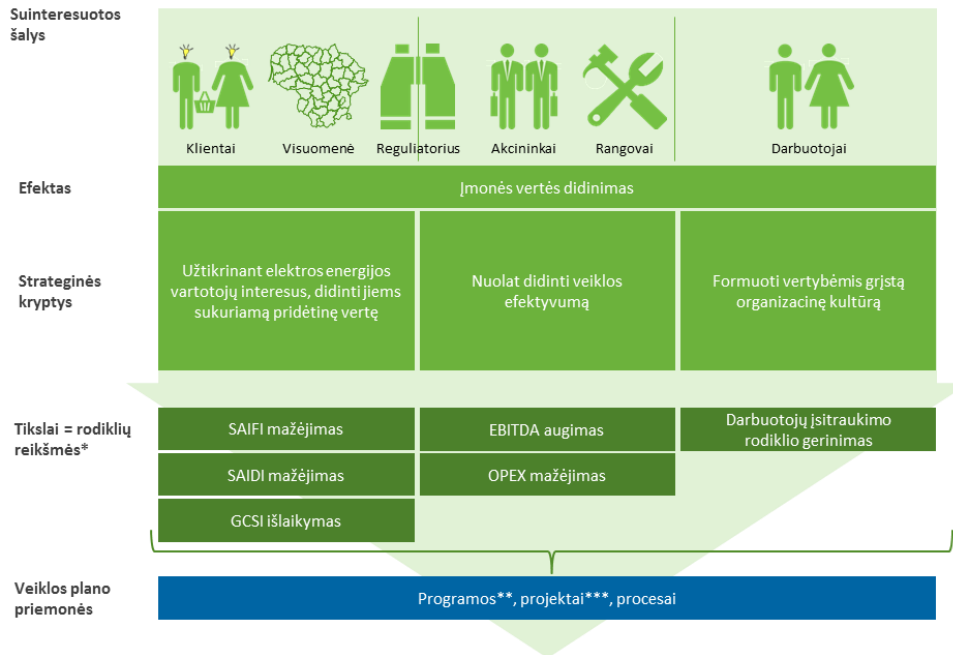 Suinteresuotos
šalys
Klientai
Visuomenė
Reguliatorius
Akcininkai
Rangovai
Darbuotojai
Efektas
Įmonės vertės didinimas
Strateginės
kryptys
Užtikrinant elektros energijos
vartotojų interesus, didinti jiems
sukuriamą pridėtinę vertę
Nuolat didinti veiklos
efektyvumą
Formuoti vertybėmis grįstą
organizacinę kultūrą
Tikslai = rodiklių
reikšmės*
SAIFI mažėjimas
EBITDA augimas
Darbuotojų įsitraukimo
rodiklio gerinimas
SAIDI mažėjimas
OPEX mažėjimas
GCSI išlaikymas
Veiklos plano
priemonės
Programos**, projektai***, procesai